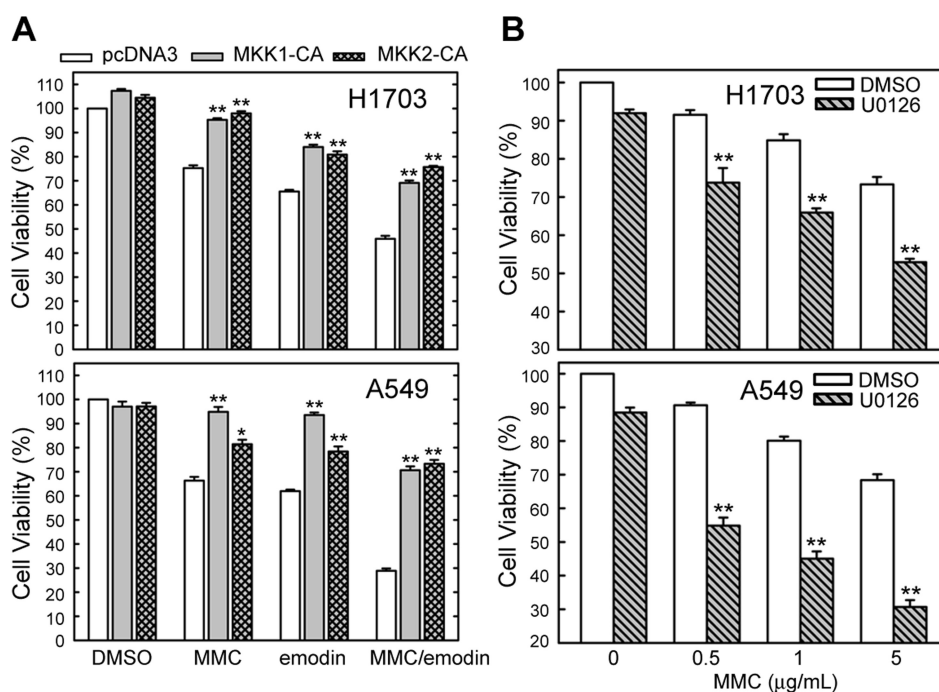 A
pcDNA3 MKK1-CA MKK2-CA
H1703
Cell Viability (%)
110
100
90
80
70
60
50
40
30
20
10
0
** ** ** ** ** **
A549
Cell Viability (%)
110
100
90
80
70
60
50
40
30
20
10
0
** * ** ** ** **
DMSO MMC emodin MMC/emodin
B
H1703
DMSO
U0126
Cell Viability (%)
100
90
80
70
60
50
40
30
** ** **
A549
DMSO
U0126
Cell Viability (%)
100
90
80
70
60
50
40
30
20
** ** **
0 0.5 1 5
MMC (μg/mL)